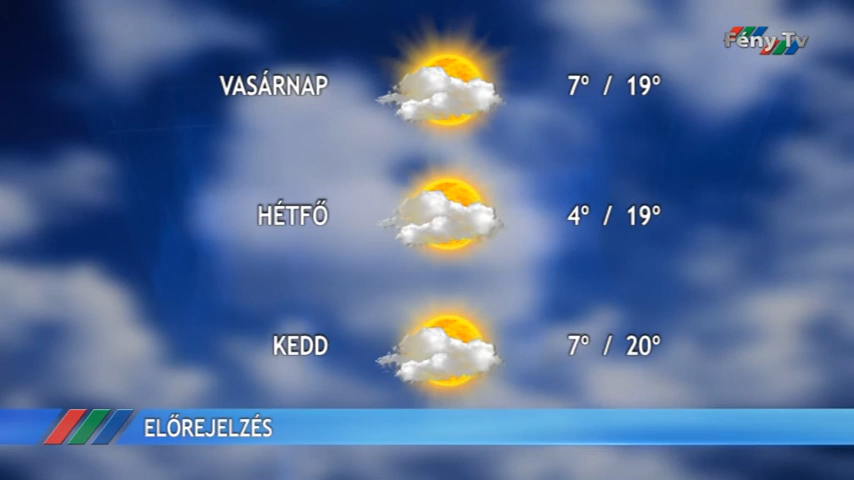 Fény Tv
VASÁRNAP 7° / 19°
HÉTFŐ 4° / 19°
KEDD 7° / 20°
ELŐREJELZÉS